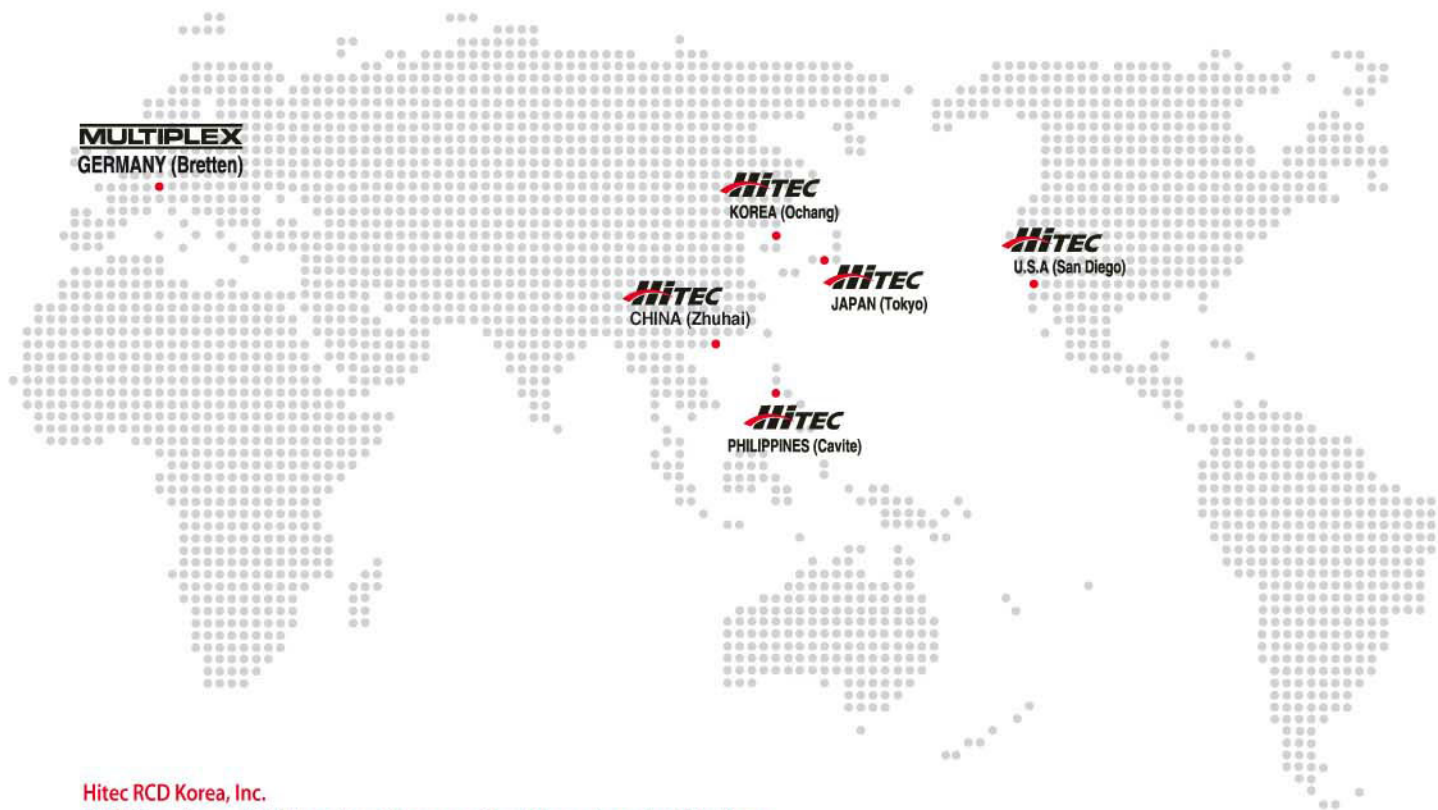 MULTIPLEX
GERMANY (Bretten)
HiTEC
KOREA (Ochang)
HiTEC
U.S.A (San Diego)
HiTEC
JAPAN (Tokyo)
HiTEC
CHINA (Zhuhai)
HiTEC
PHILIPPINES (Cavite)
Hitec RCD Korea, Inc.